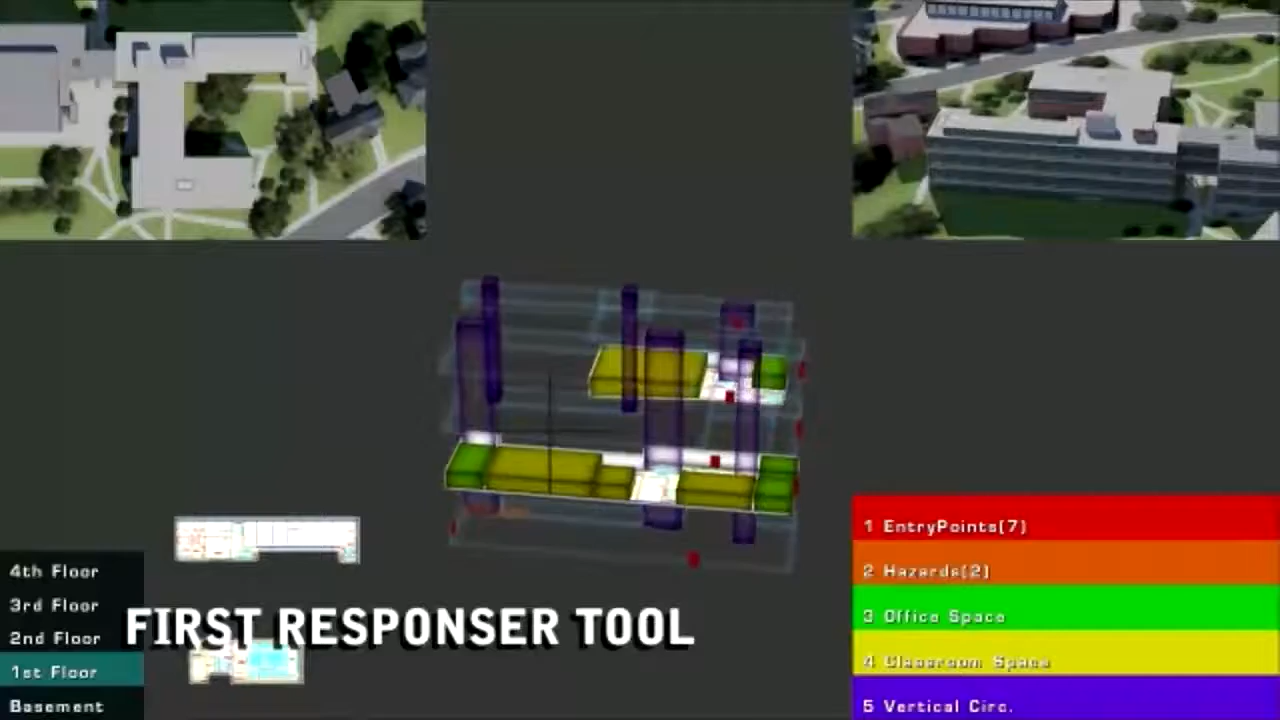 4th Floor
3rd Floor
2nd Floor
1st Floor
Basement
FIRST RESPONSER TOOL
1 EntryPoints(7)
2 Hazards(2)
3 Office Space
4 Classroom Space
5 Vertical Circ.